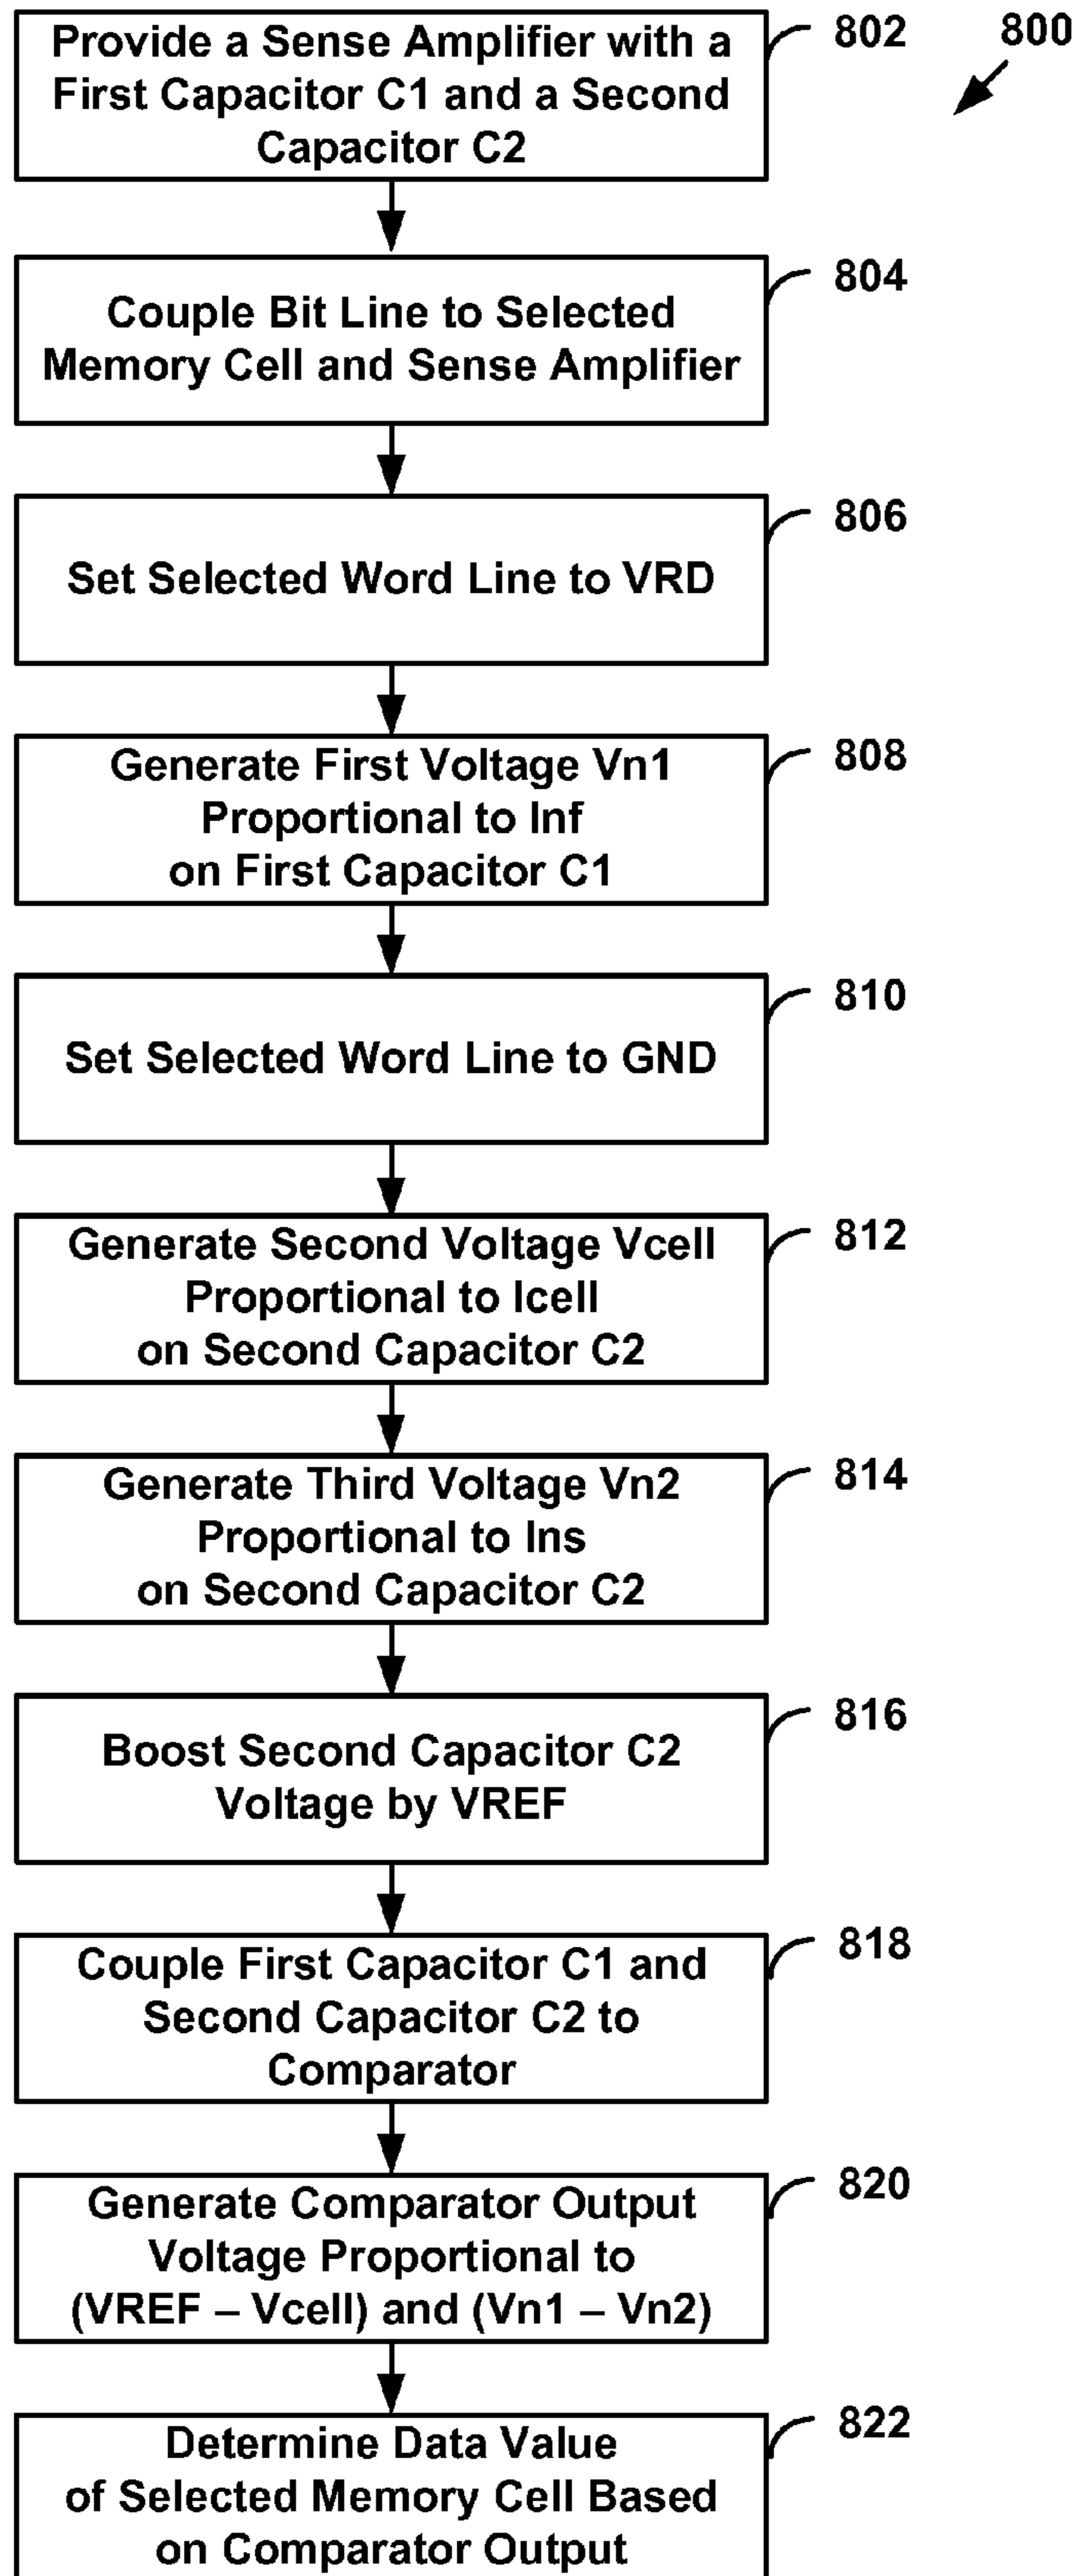 800
Provide a Sense Amplifier with a
First Capacitor C1 and a Second
Capacitor C2
802
Couple Bit Line to Selected
Memory Cell and Sense Amplifier
804
Set Selected Word Line to VRD
806
Generate First Voltage Vn1
Proportional to Inf
on First Capacitor C1
808
Set Selected Word Line to GND
810
Generate Second Voltage Vcell
Proportional to Icell
on Second Capacitor C2
812
Generate Third Voltage Vn2
Proportional to Ins
on Second Capacitor C2
814
Boost Second Capacitor C2
Voltage by VREF
816
Couple First Capacitor C1 and
Second Capacitor C2 to
Comparator
818
Generate Comparator Output
Voltage Proportional to
(VREF – Vcell) and (Vn1 – Vn2)
820
Determine Data Value
of Selected Memory Cell Based
on Comparator Output
822